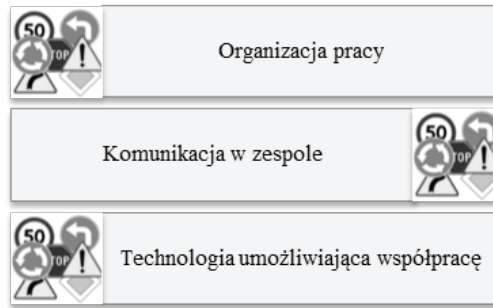 50
TOP
Organizacja pracy
Komunikacja w zespole
50
TOP
50
TOP
Technologia umożliwiająca współpracę